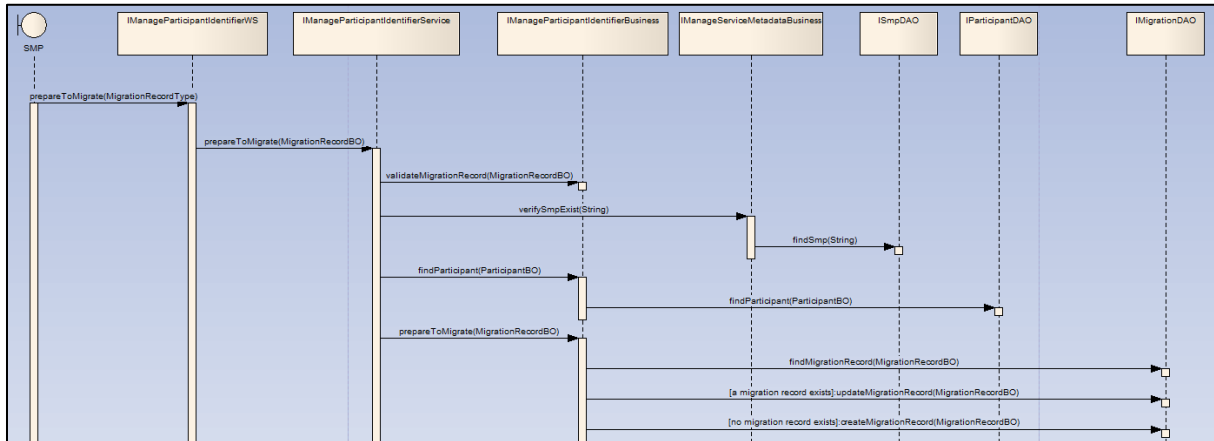 IManageParticipantIdentifierWS
IManageParticipantIdentifierService
IManageParticipantIdentifierBusiness
IManageServiceMetadataBusiness
ISmpDAO
IParticipantDAO
IMigrationDAO
SMP
prepareToMigrate(MigrationRecordType)
prepareToMigrate(MigrationRecordBO)
validateMigrationRecord(MigrationRecordBO)
verifySmpExist(String)
findSmp(String)
findParticipant(ParticipantBO)
findParticipant(ParticipantBO)
prepareToMigrate(MigrationRecordBO)
findMigrationRecord(MigrationRecordBO)
[a migration record exists]:updateMigrationRecord(MigrationRecordBO)
[no migration record exists]:createMigrationRecord(MigrationRecordBO)